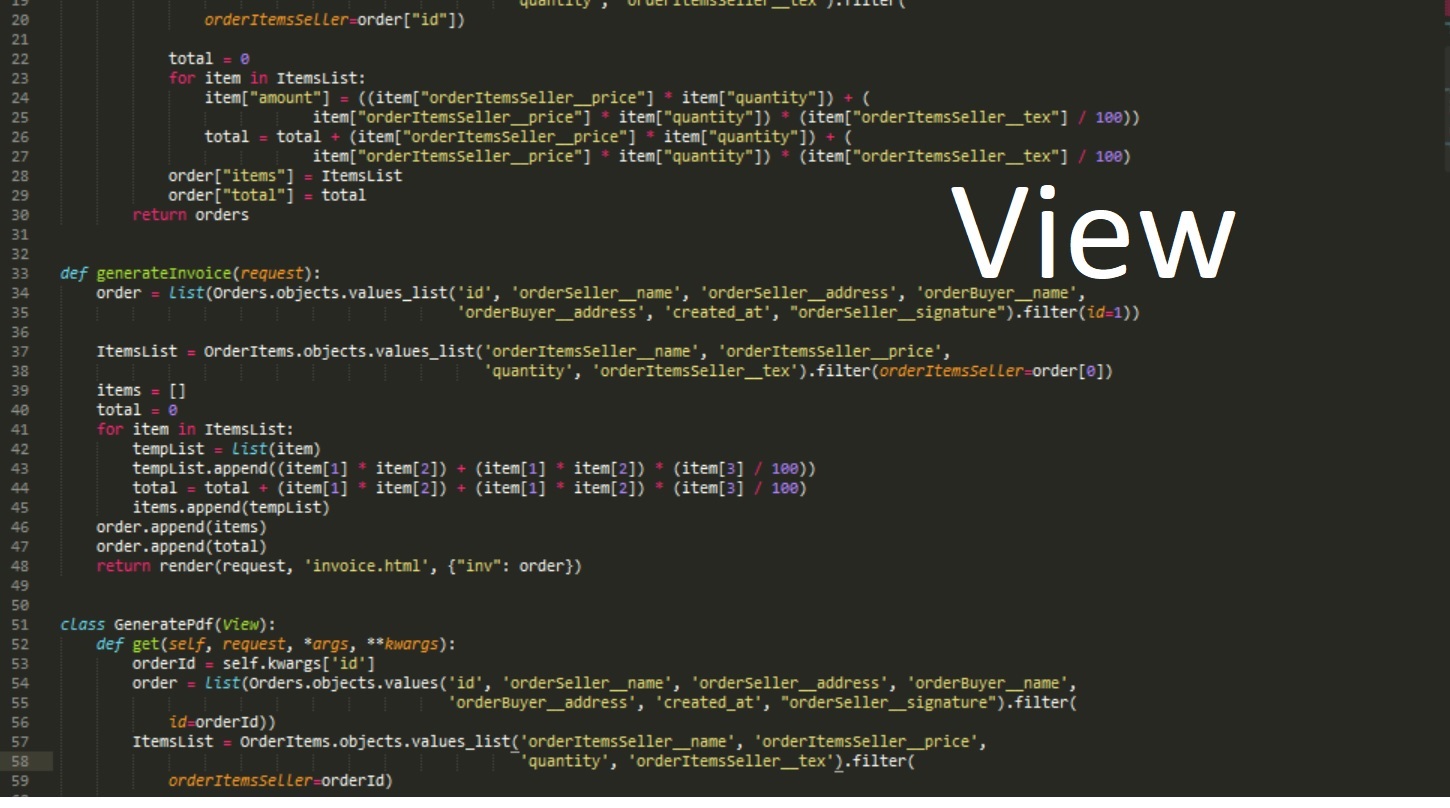 19 'quantity', 'orderItemsSeller__tex').filter(
20 orderItemsSeller=order["id"])
21
22 total = 0
23 for item in ItemsList:
24 item["amount"] = ((item["orderItemsSeller__price"] * item["quantity"]) + (
25 item["orderItemsSeller__price"] * item["quantity"]) * (item["orderItemsSeller__tex"] / 100))
26 total = total + (item["orderItemsSeller__price"] * item["quantity"]) + (
27 item["orderItemsSeller__price"] * item["quantity"]) * (item["orderItemsSeller__tex"] / 100)
28 order["items"] = ItemsList
29 order["total"] = total
30 return orders
View
31
32
33 def generateInvoice(request):
34 order = list(Orders.objects.values_list('id', 'orderSeller__name', 'orderSeller__address', 'orderBuyer__name',
35 'orderBuyer__address', 'created_at', "orderSeller__signature").filter(id=1))
36
37 ItemsList = OrderItems.objects.values_list('orderItemsSeller__name', 'orderItemsSeller__price',
38 'quantity', 'orderItemsSeller__tex').filter(orderItemsSeller=order[0])
39 items = []
40 total = 0
41 for item in ItemsList:
42 tempList = list(item)
43 tempList.append((item[1] * item[2]) + (item[1] * item[2]) * (item[3] / 100))
44 total = total + (item[1] * item[2]) + (item[1] * item[2]) * (item[3] / 100)
45 items.append(tempList)
46 order.append(items)
47 order.append(total)
48 return render(request, 'invoice.html', {"inv": order})
49
50
51 class GeneratePdf(View):
52 def get(self, request, *args, **kwargs):
53 orderId = self.kwargs['id']
54 order = list(Orders.objects.values('id', 'orderSeller__name', 'orderSeller__address', 'orderBuyer__name',
55 'orderBuyer__address', 'created_at', "orderSeller__signature").filter(
56 id=orderId))
57 ItemsList = OrderItems.objects.values_list('orderItemsSeller__name', 'orderItemsSeller__price',
58 'quantity', 'orderItemsSeller__tex').filter(
59 orderItemsSeller=orderId)